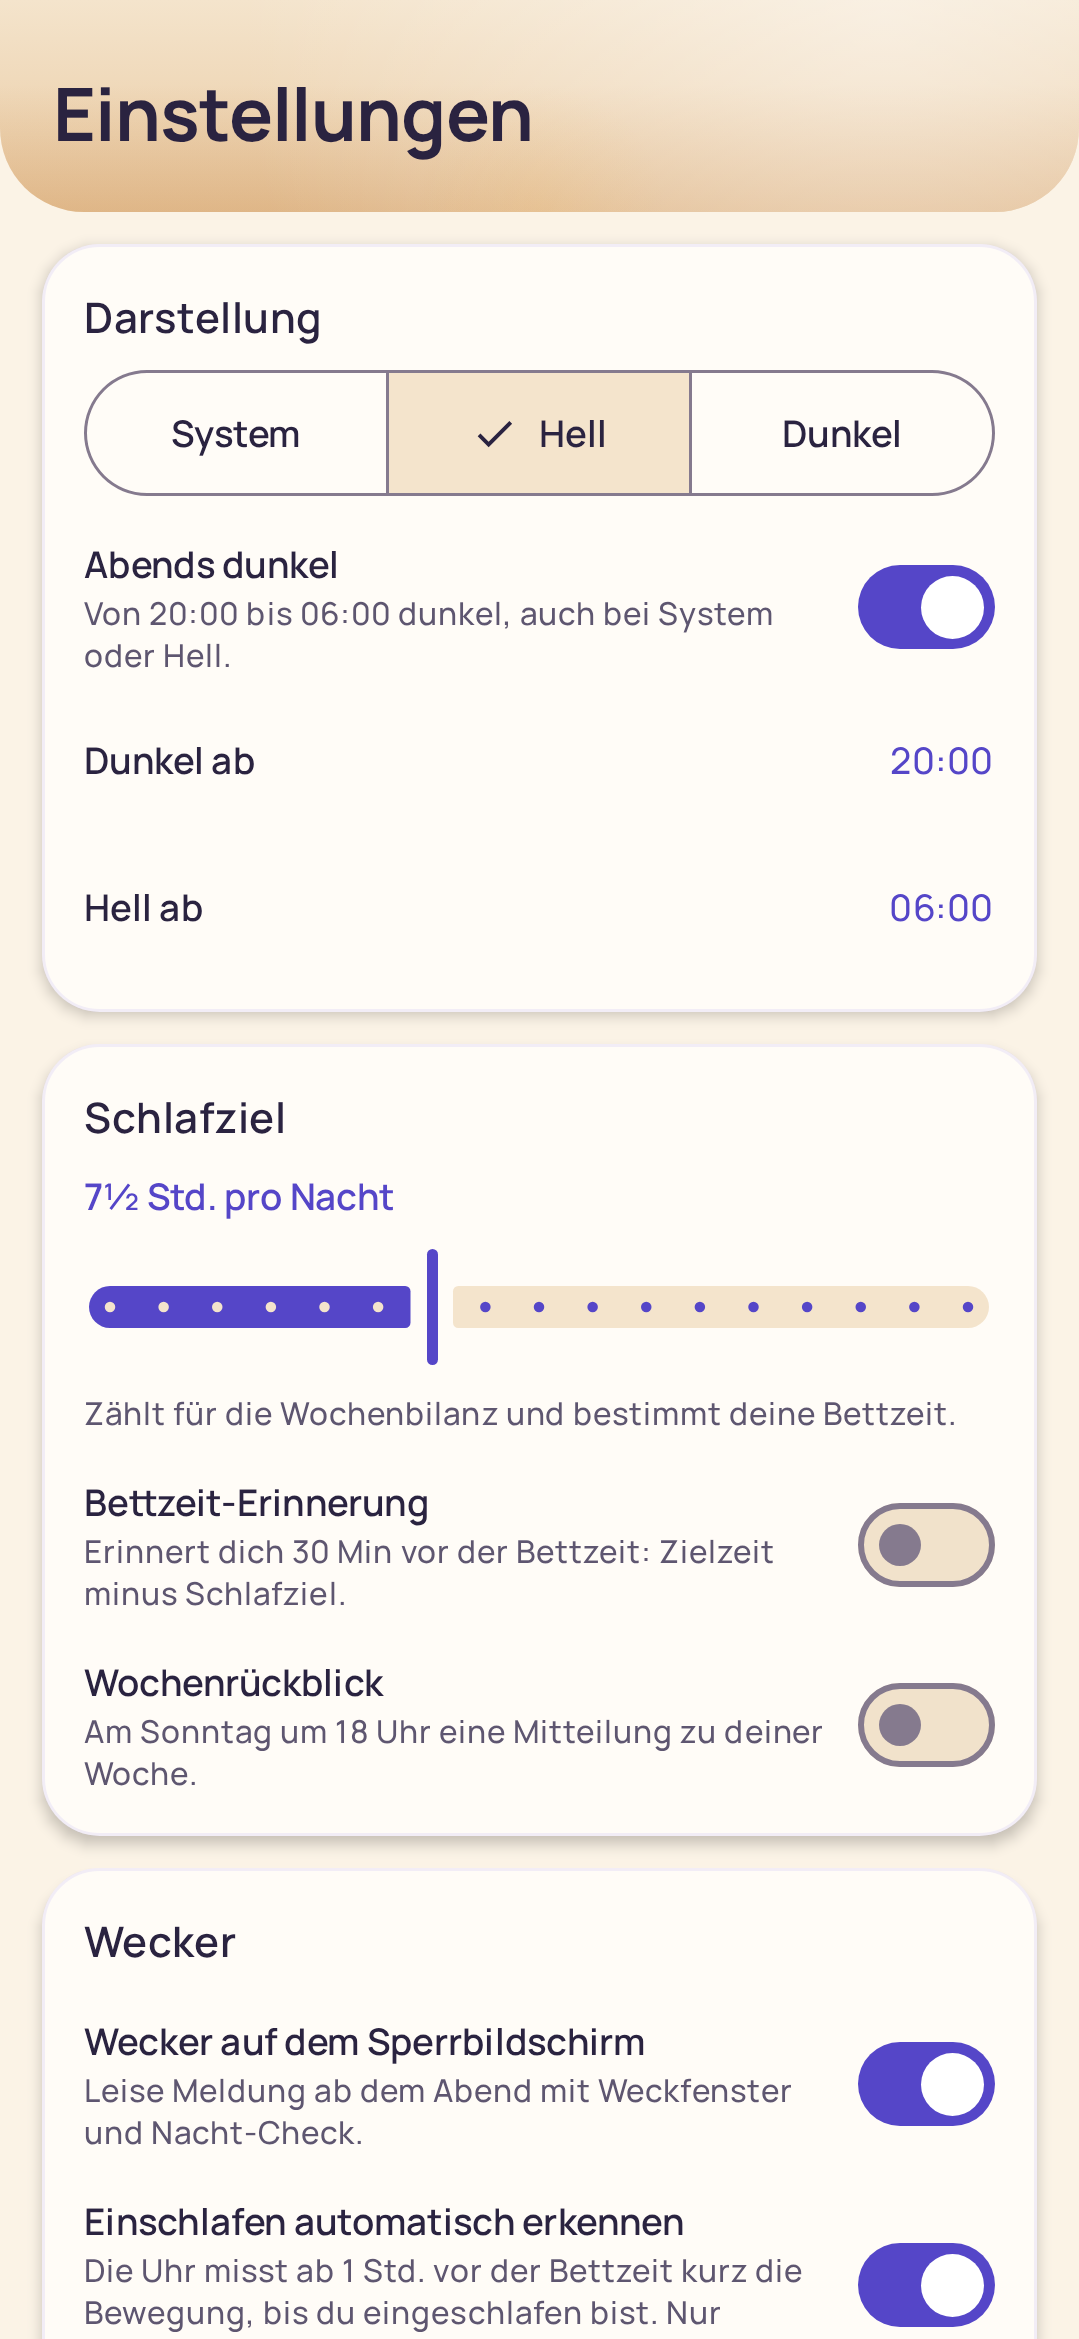 Einstellungen
Darstellung
System
Hell
Dunkel
Abends dunkel
Von 20:00 bis 06:00 dunkel, auch bei System
oder Hell.
Dunkel ab
20:00
Hell ab
06:00
Schlafziel
7½ Std. pro Nacht
Zählt für die Wochenbilanz und bestimmt deine Bettzeit.
Bettzeit-Erinnerung
Erinnert dich 30 Min vor der Bettzeit: Zielzeit
minus Schlafziel.
Wochenrückblick
Am Sonntag um 18 Uhr eine Mitteilung zu deiner
Woche.
Wecker
Wecker auf dem Sperrbildschirm
Leise Meldung ab dem Abend mit Weckfenster
und Nacht-Check.
Einschlafen automatisch erkennen
Die Uhr misst ab 1 Std. vor der Bettzeit kurz die
Bewegung, bis du eingeschlafen bist. Nur